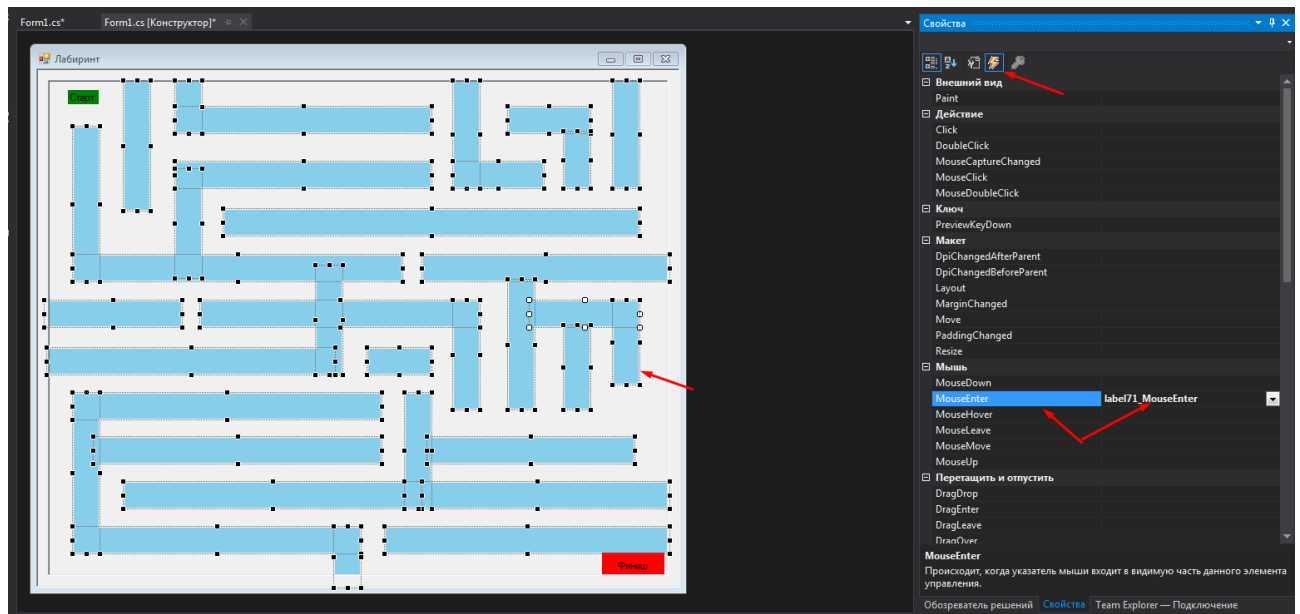 Form1.cs*
Form1.cs [Конструктор]*
Свойства
Лабиринт
Старт
Финиш
Внешний вид
Paint
Действие
Click
DoubleClick
MouseCaptureChanged
MouseClick
MouseDoubleClick
Ключ
PreviewKeyDown
Макет
DpiChangedAfterParent
DpiChangedBeforeParent
Layout
MarginChanged
Move
PaddingChanged
Resize
Мышь
MouseDown
MouseEnter label71_MouseEnter
MouseHover
MouseLeave
MouseMove
MouseUp
Перетащить и отпустить
DragDrop
DragEnter
DragLeave
DragOver
MouseEnter
Происходит, когда указатель мыши входит в видимую часть данного элемента
управления.
Обозреватель решений Свойства Team Explorer — Подключение